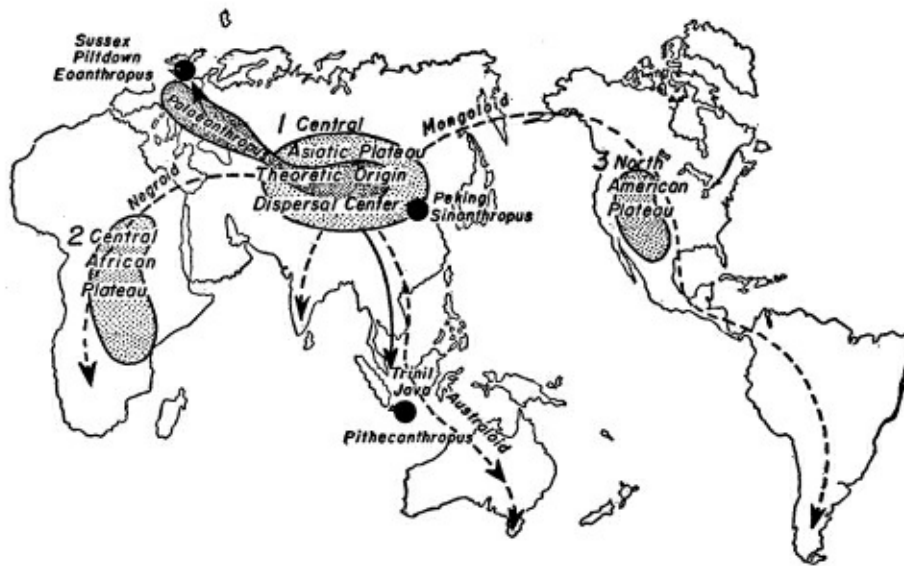 Sussex
Piltdown
Eoanthropus
Palaeanthropus
1 Central
Asiatic Plateau
Theoretic Origin
Dispersal Center
Mongoloid
Peking
Sinanthropus
Negroid
2 Central
African
Plateau
3 North
American
Plateau
Trinil
Java
Pithecanthropus
Australoid